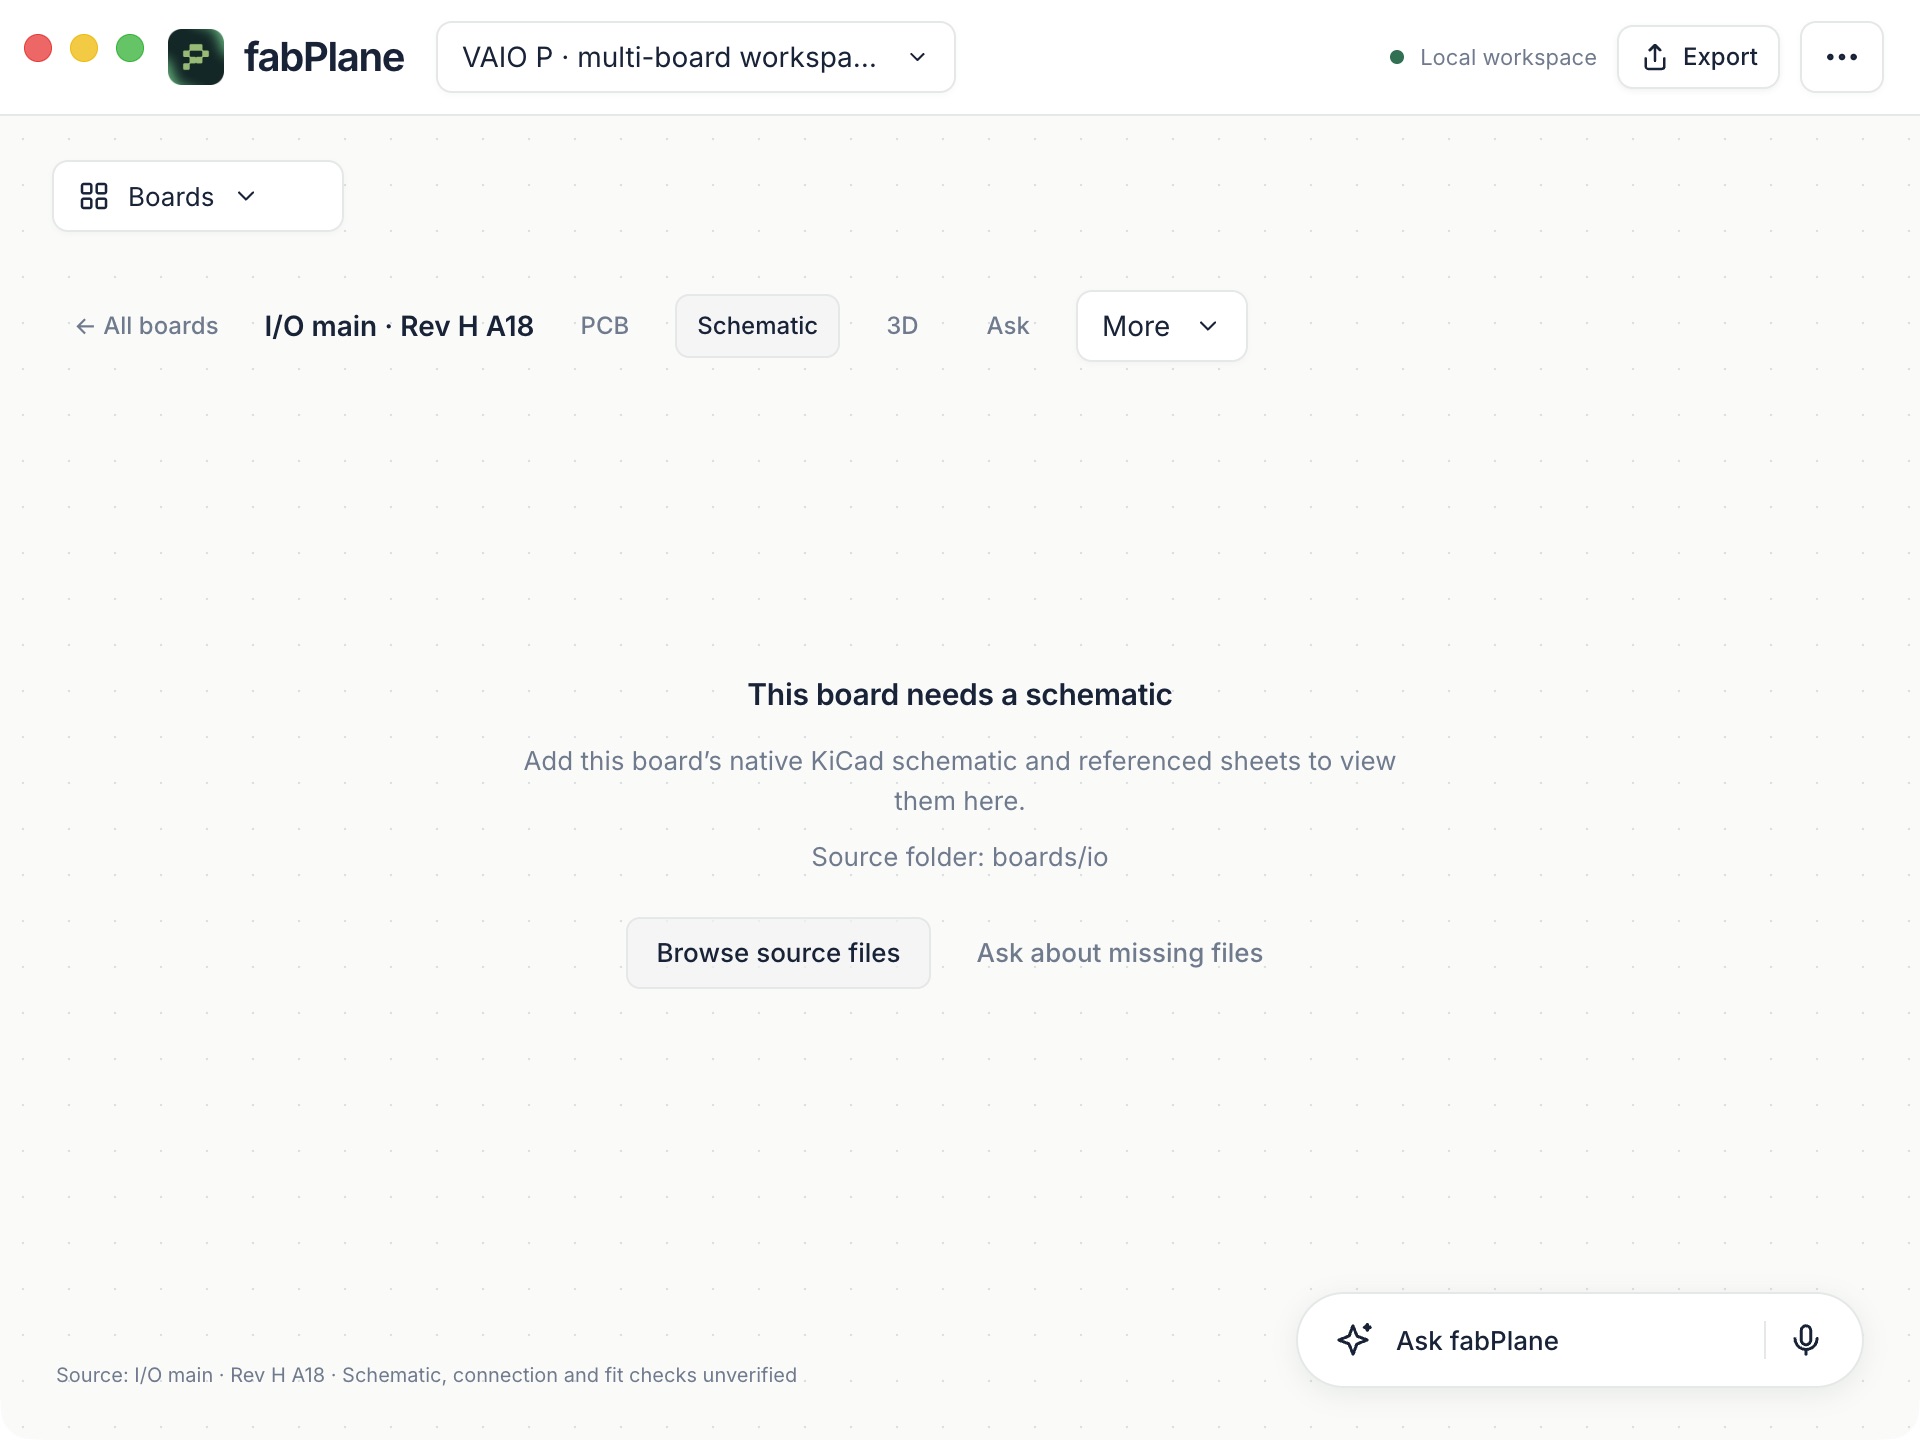 fabPlane
VAIO P · multi-board workspa...
Local workspace
Export
Boards
← All boards
I/O main · Rev H A18
PCB
Schematic
3D
Ask
More
This board needs a schematic
Add this board’s native KiCad schematic and referenced sheets to view
them here.
Source folder: boards/io
Browse source files
Ask about missing files
Ask fabPlane
Source: I/O main · Rev H A18 · Schematic, connection and fit checks unverified